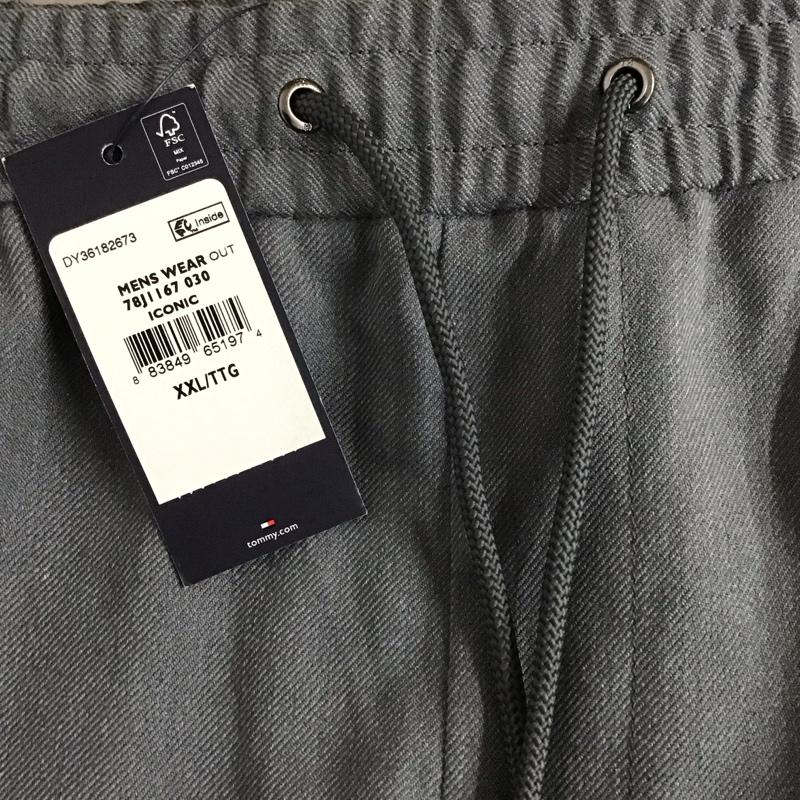 FSC
MIX
Paper
FSC® C012345
Inside
DY36182673
MENS WEAR OUT
78J1167 030
ICONIC
8 83849 65197 4
XXL/TTG
tommy.com